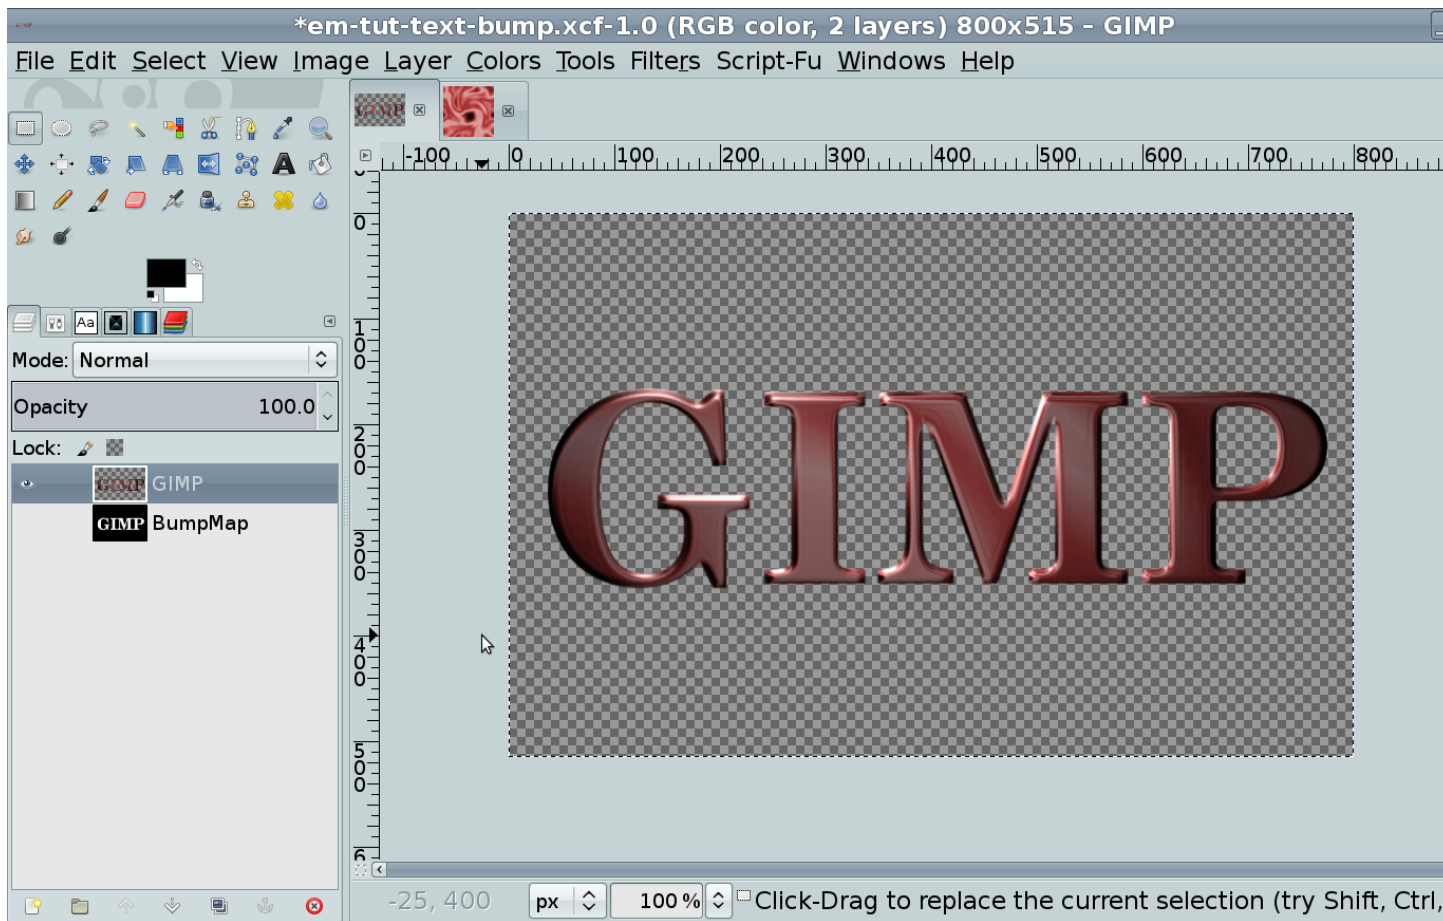 *em-tut-text-bump.xcf-1.0 (RGB color, 2 layers) 800x515 – GIMP
File Edit Select View Image Layer Colors Tools Filters Script-Fu Windows Help
-100 0 100 200 300 400 500 600 700 800
0
100
200
300
400
500
6
Aa
Mode: Normal
Opacity 100.0
Lock:
GIMP
GIMP BumpMap
GIMP
-25, 400 px 100 % Click-Drag to replace the current selection (try Shift, Ctrl,